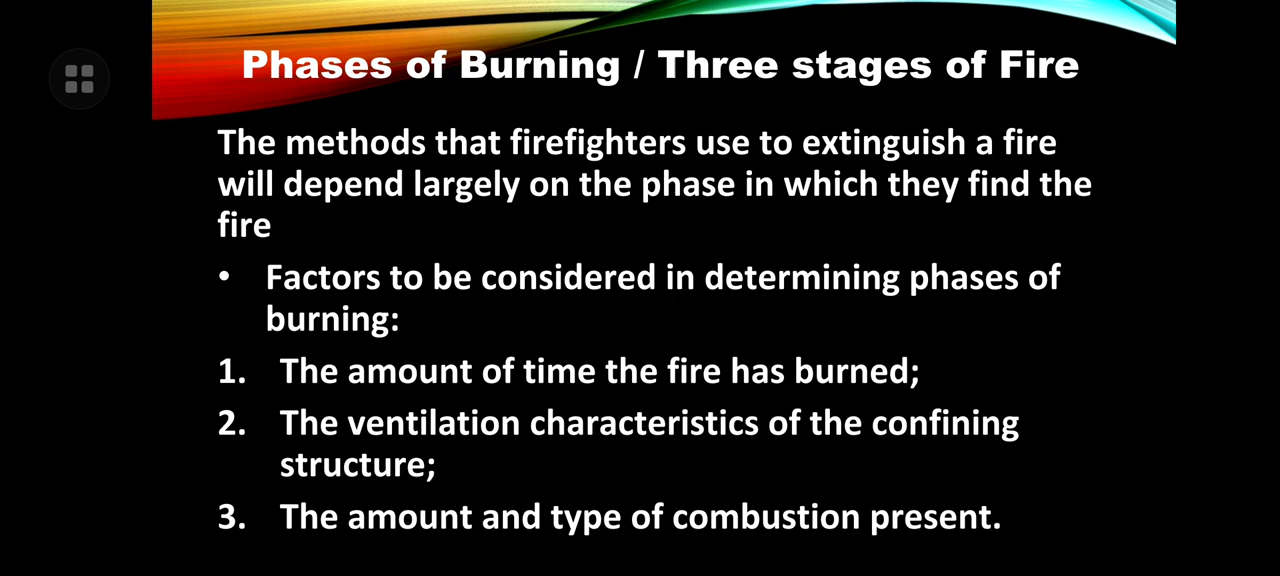 Phases of Burning / Three stages of Fire
The methods that firefighters use to extinguish a fire
will depend largely on the phase in which they find the
fire
• Factors to be considered in determining phases of
burning:
1. The amount of time the fire has burned;
2. The ventilation characteristics of the confining
structure;
3. The amount and type of combustion present.